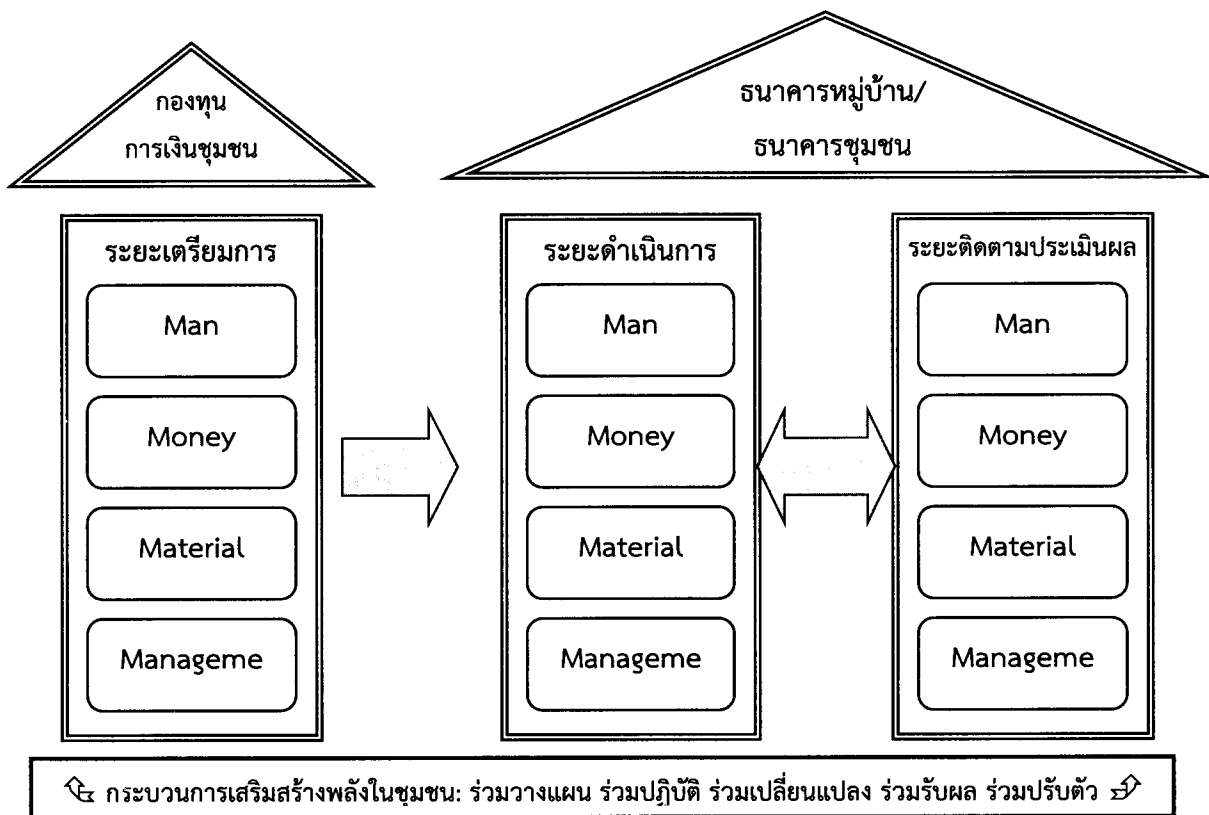 กองทุน
การเงินชุมชน
ธนาคารหมู่บ้าน/
ธนาคารชุมชน
ระยะเตรียมการ
Man
Money
Material
Manageme
ระยะดำเนินการ
Man
Money
Material
Manageme
ระยะติดตามประเมินผล
Man
Money
Material
Manageme
กระบวนการเสริมสร้างพลังในชุมชน: ร่วมวางแผน ร่วมปฏิบัติ ร่วมเปลี่ยนแปลง ร่วมรับผล ร่วมปรับตัว